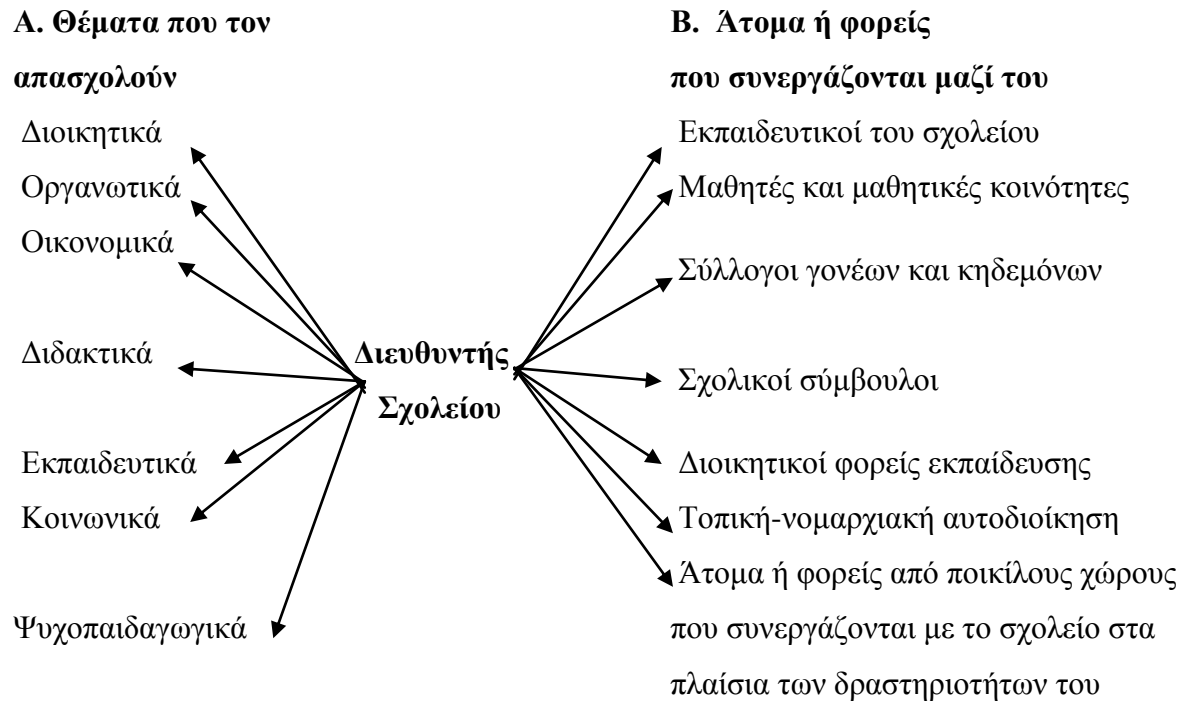 Α. Θέματα που τον
απασχολούν
Διοικητικά
Οργανωτικά
Οικονομικά
Διδακτικά
Εκπαιδευτικά
Κοινωνικά
Ψυχοπαιδαγωγικά
Διευθυντής
Σχολείου
Β. Άτομα ή φορείς
που συνεργάζονται μαζί του
Εκπαιδευτικοί του σχολείου
Μαθητές και μαθητικές κοινότητες
Σύλλογοι γονέων και κηδεμόνων
Σχολικοί σύμβουλοι
Διοικητικοί φορείς εκπαίδευσης
Τοπική-νομαρχιακή αυτοδιοίκηση
Άτομα ή φορείς από ποικίλους χώρους
που συνεργάζονται με το σχολείο στα
πλαίσια των δραστηριοτήτων του